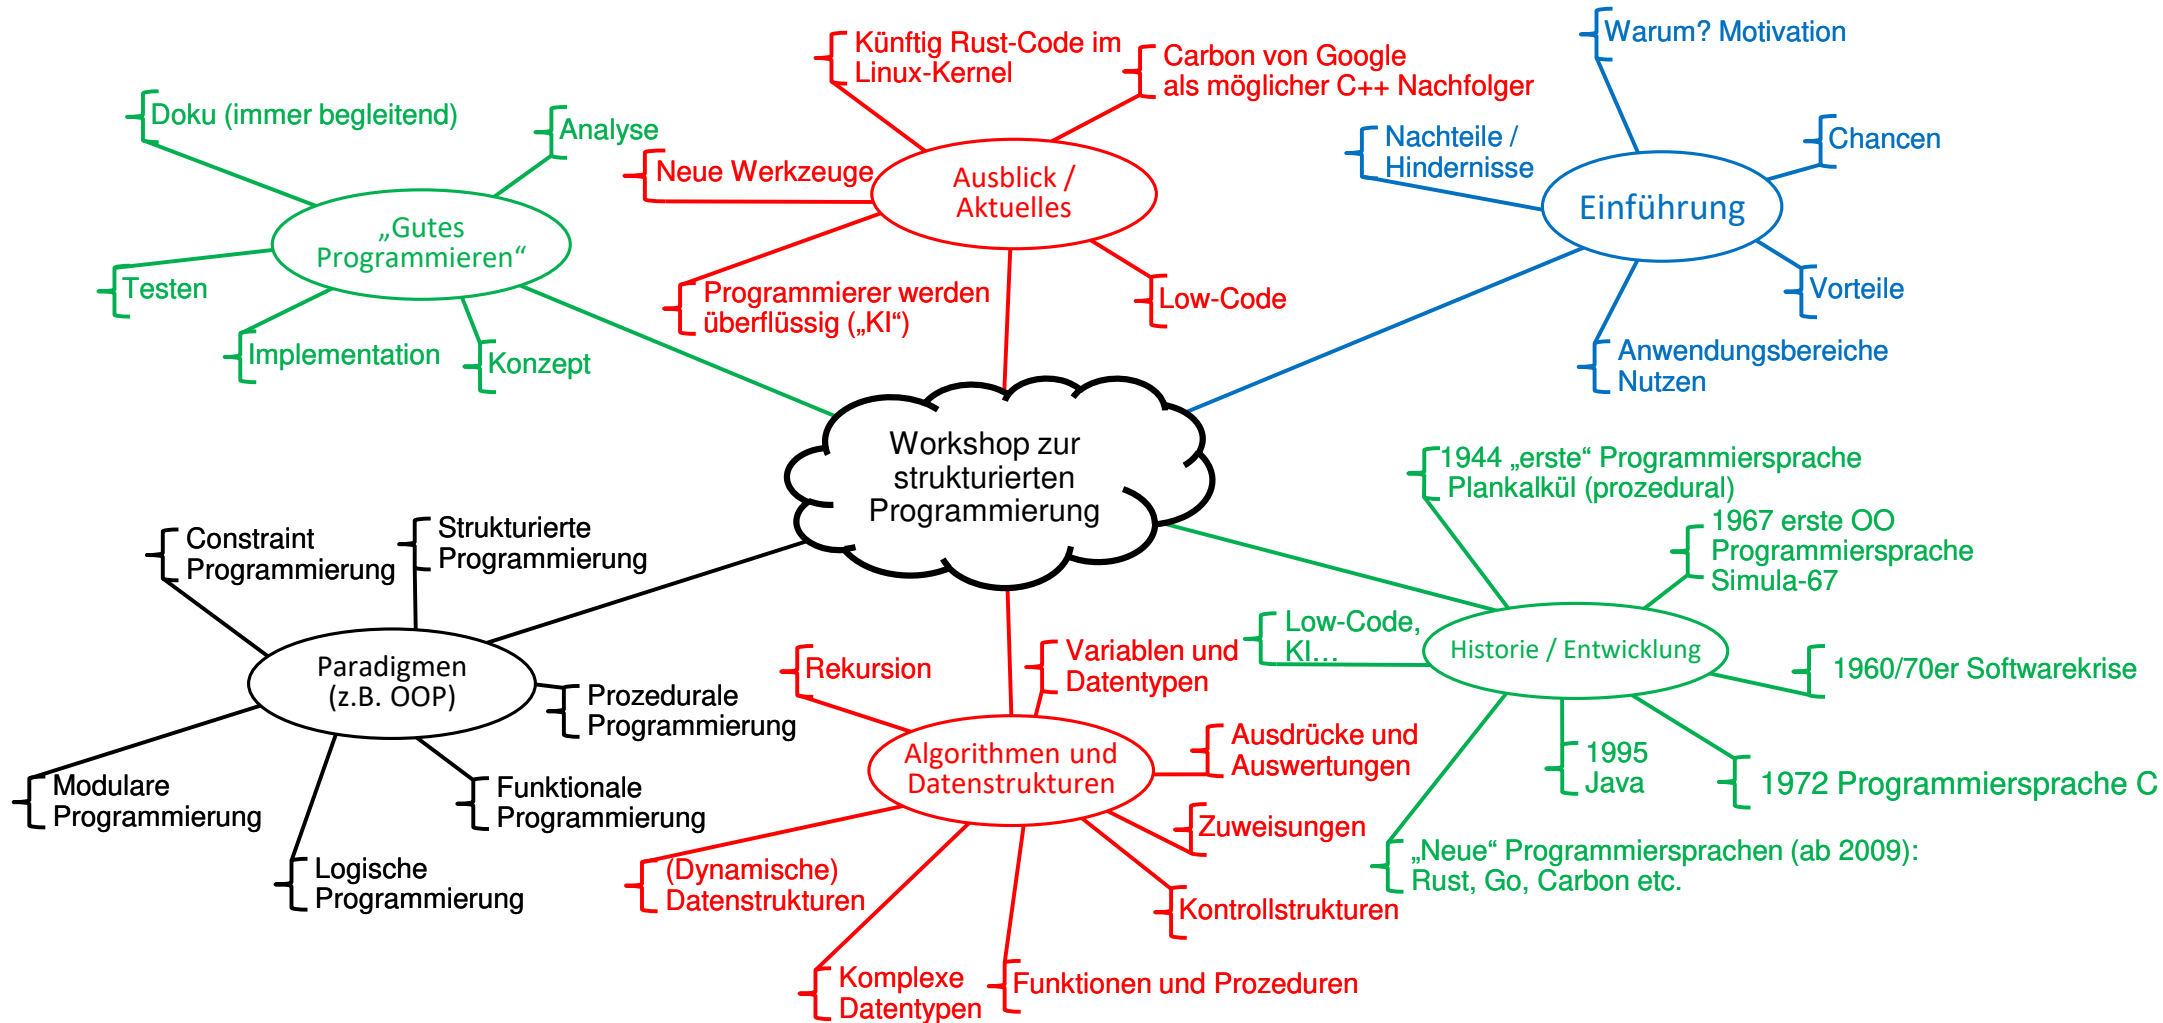 Workshop zur
strukturierten
Programmierung
Einführung
Warum? Motivation
Chancen
Nachteile /
Hindernisse
Vorteile
Anwendungsbereiche
Nutzen
Historie / Entwicklung
1944 „erste“ Programmiersprache
Plankalkül (prozedural)
1967 erste OO
Programmiersprache
Simula-67
1960/70er Softwarekrise
1972 Programmiersprache C
1995
Java
„Neue“ Programmiersprachen (ab 2009):
Rust, Go, Carbon etc.
Low-Code,
KI…
Algorithmen und
Datenstrukturen
Variablen und
Datentypen
Ausdrücke und
Auswertungen
Zuweisungen
Kontrollstrukturen
Funktionen und Prozeduren
Komplexe
Datentypen
(Dynamische)
Datenstrukturen
Rekursion
Paradigmen
(z.B. OOP)
Strukturierte
Programmierung
Prozedurale
Programmierung
Funktionale
Programmierung
Logische
Programmierung
Modulare
Programmierung
Constraint
Programmierung
„Gutes
Programmieren“
Doku (immer begleitend)
Analyse
Konzept
Implementation
Testen
Ausblick /
Aktuelles
Künftig Rust-Code im
Linux-Kernel
Carbon von Google
als möglicher C++ Nachfolger
Neue Werkzeuge
Programmierer werden
überflüssig („KI“)
Low-Code